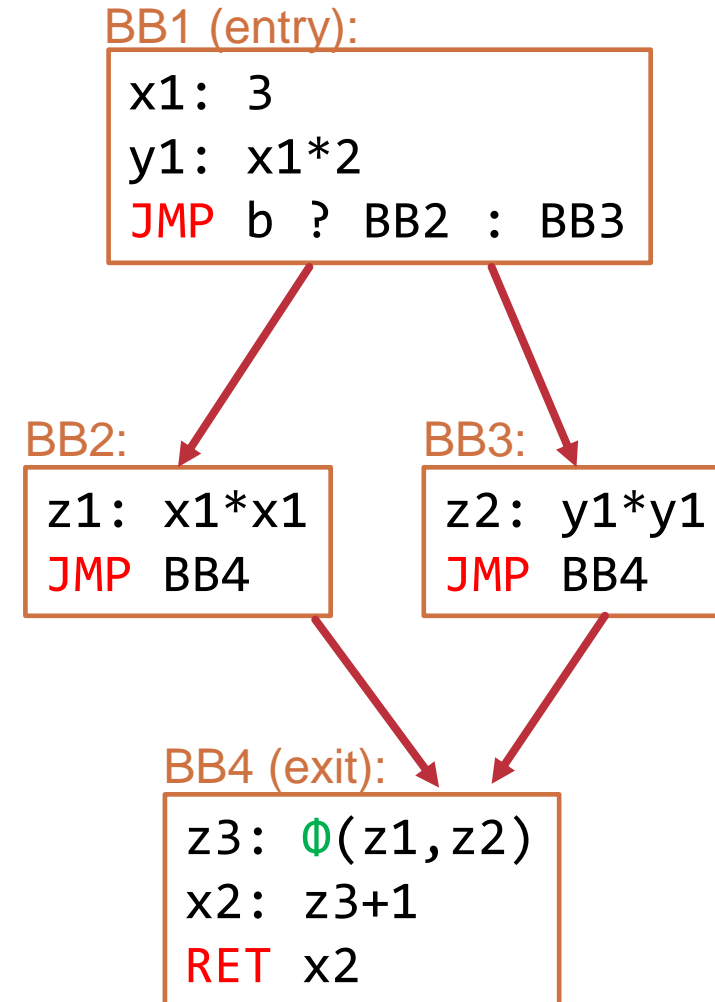 BB1 (entry):
x1: 3
y1: x1*2
JMP b ? BB2 : BB3
BB2:
z1: x1*x1
JMP BB4
BB3:
z2: y1*y1
JMP BB4
BB4 (exit):
z3: Φ(z1,z2)
x2: z3+1
RET x2